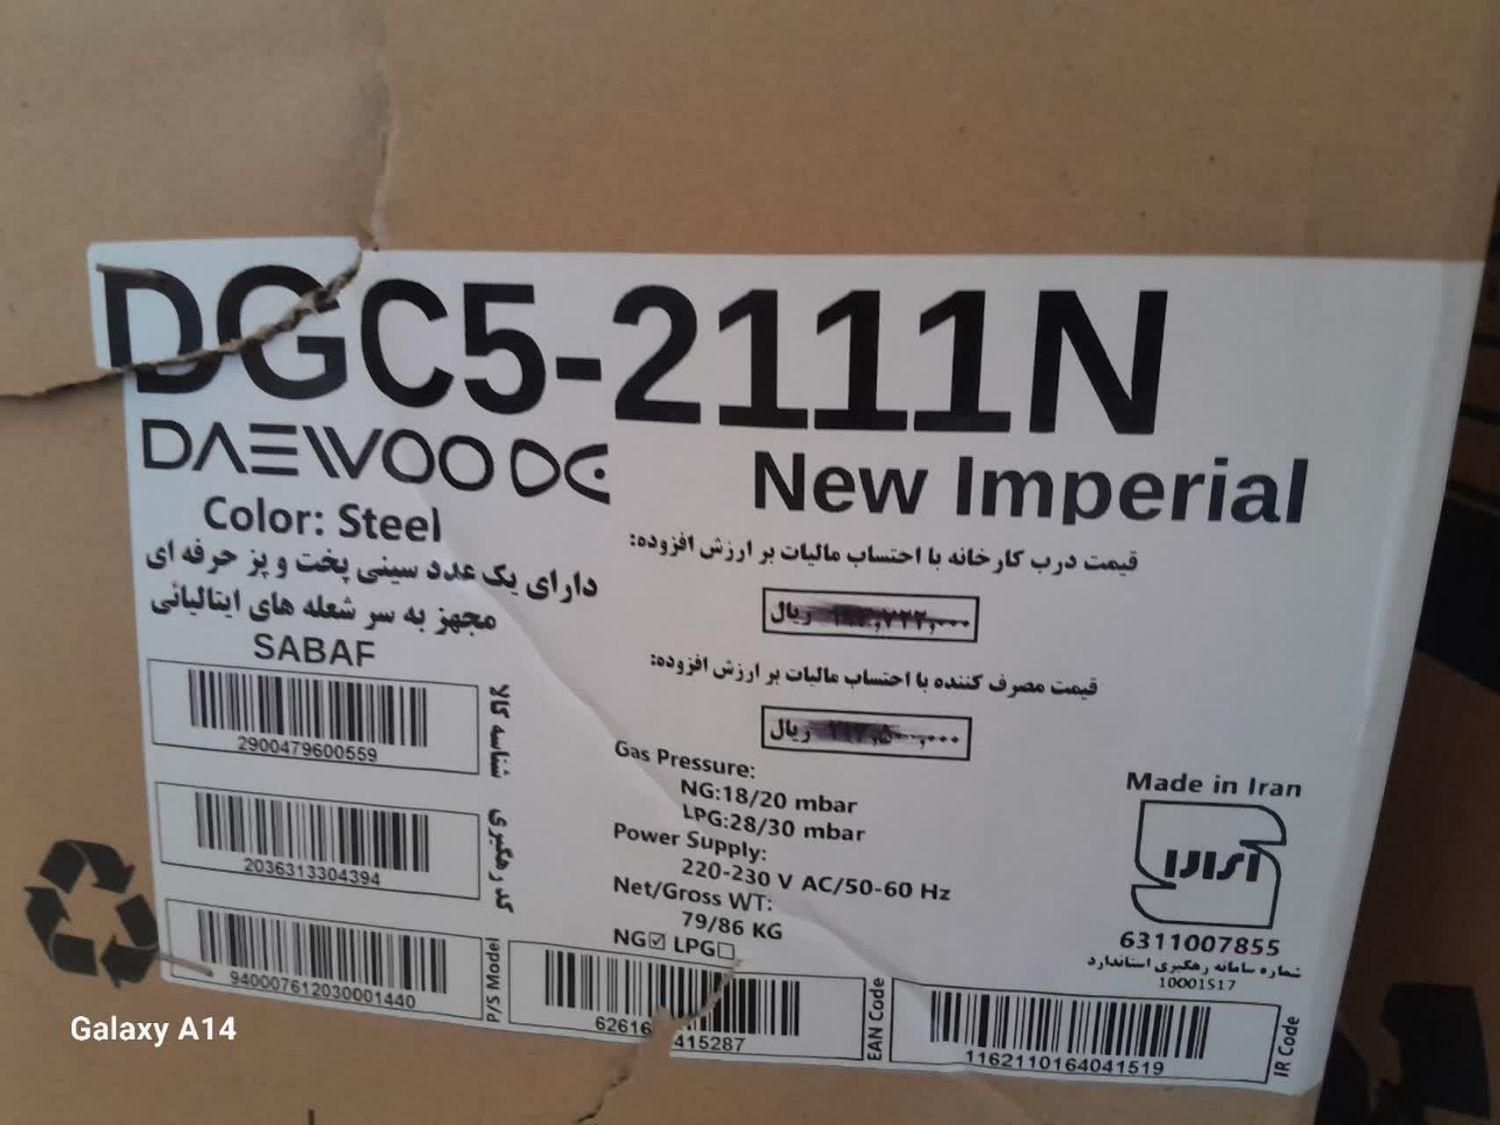 DGC5-2111N
DAEWOO
New Imperial
Color: Steel
دارای یک عدد سینی پخت و پز حرفه ای
مجهز به سر شعله های ایتالیائی
SABAF
قیمت درب کارخانه با احتساب مالیات بر ارزش افزوده:
ریال
قیمت مصرف کننده با احتساب مالیات بر ارزش افزوده:
ریال
Gas Pressure:
NG:18/20 mbar
LPG:28/30 mbar
Power Supply:
220-230 V AC/50-60 Hz
Net/Gross WT:
79/86 KG
NG☑ LPG☐
2900479600559
شناسه کالا
2036313304394
کد رهگیری
940007612030001440
P/S Model
62616
415287
EAN Code
1162110164041519
IR Code
Made in Iran
6311007855
شماره سامانه رهگیری استاندارد
10001517
Galaxy A14